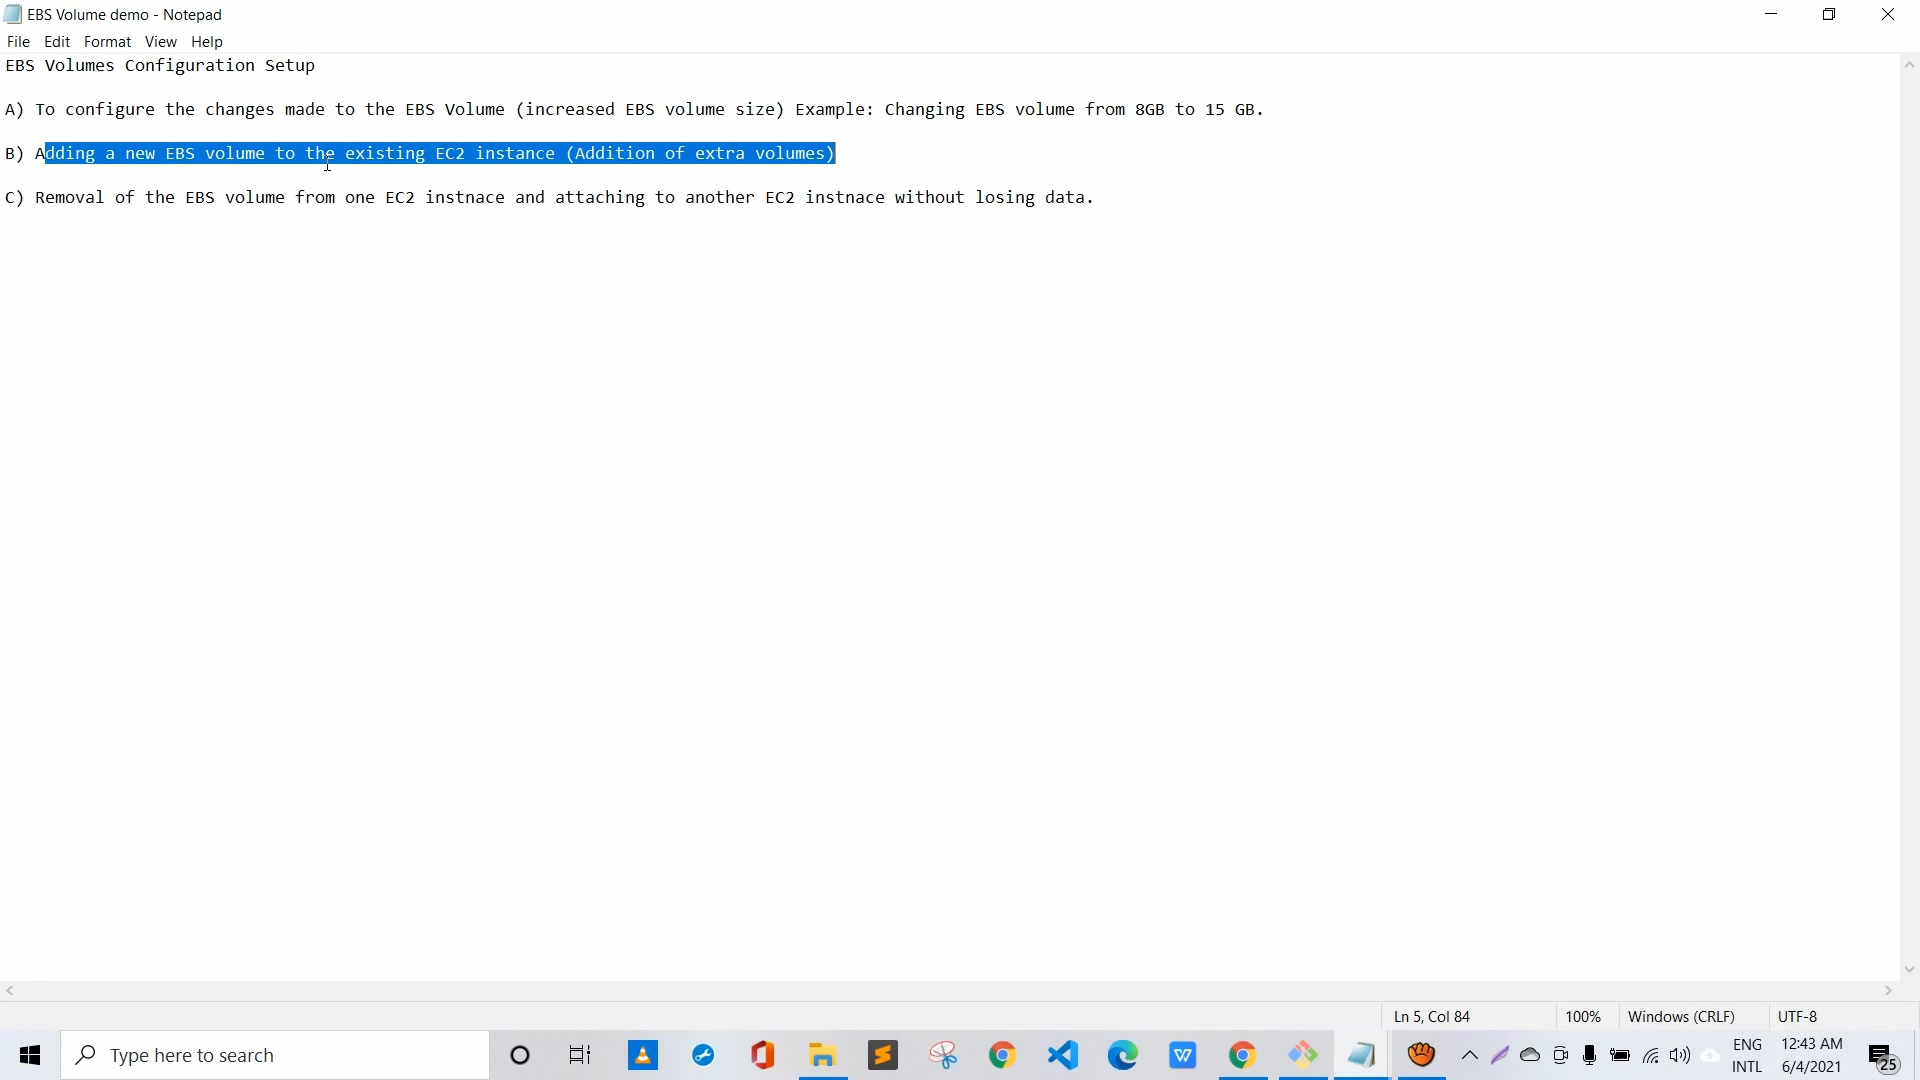 EBS Volume demo - Notepad
File Edit Format View Help
EBS Volumes Configuration Setup
A) To configure the changes made to the EBS Volume (increased EBS volume size) Example: Changing EBS volume from 8GB to 15 GB.
B) Adding a new EBS volume to the existing EC2 instance (Addition of extra volumes)
C) Removal of the EBS volume from one EC2 instnace and attaching to another EC2 instnace without losing data.
Ln 5, Col 84 100% Windows (CRLF) UTF-8
Type here to search
ENG
INTL
12:43 AM
6/4/2021
25